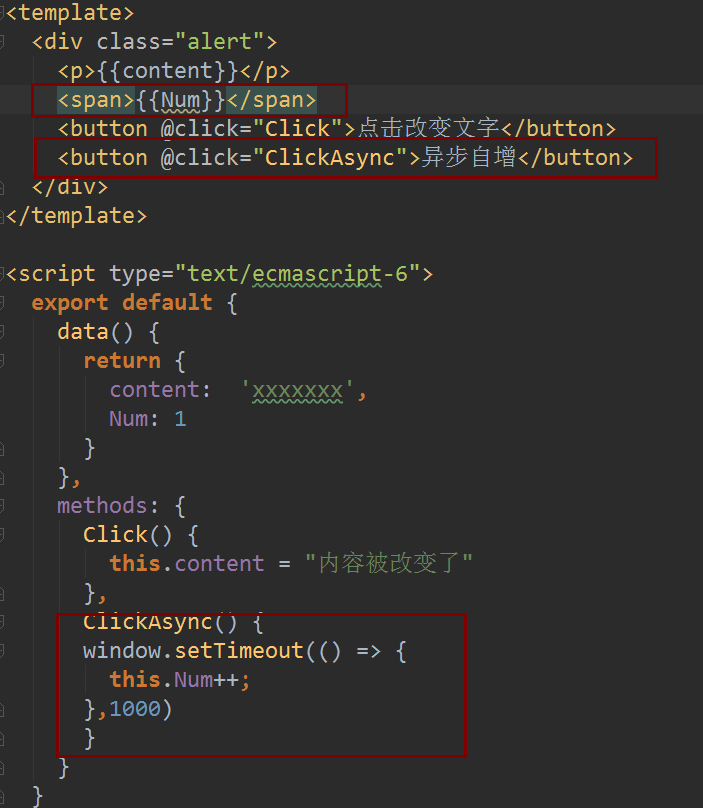 <template>
<div class="alert">
<p>{{content}}</p>
<span>{{Num}}</span>
<button @click="Click">点击改变文字</button>
<button @click="ClickAsync">异步自增</button>
</div>
</template>
<script type="text/ecmascript-6">
export default {
data() {
return {
content: 'xxxxxxx',
Num: 1
}
},
methods: {
Click() {
this.content = "内容被改变了"
},
ClickAsync() {
window.setTimeout(() => {
this.Num++;
},1000)
}
}
}